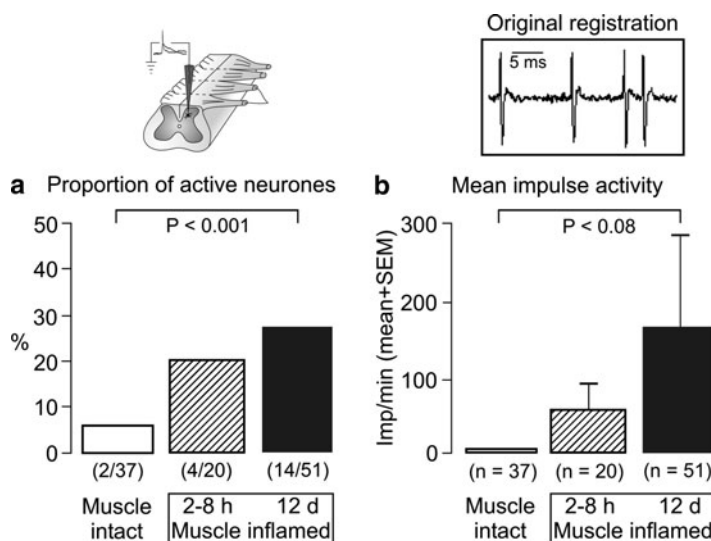 Original registration
5 ms
a Proportion of active neurones
50
40
30
20
10
0
%
P < 0.001
(2/37)
(4/20)
(14/51)
Muscle
intact
2-8 h
12 d
Muscle inflamed
b Mean impulse activity
Imp/min (mean+SEM)
300
200
100
0
P < 0.08
(n = 37)
(n = 20)
(n = 51)
Muscle
intact
2-8 h
12 d
Muscle inflamed